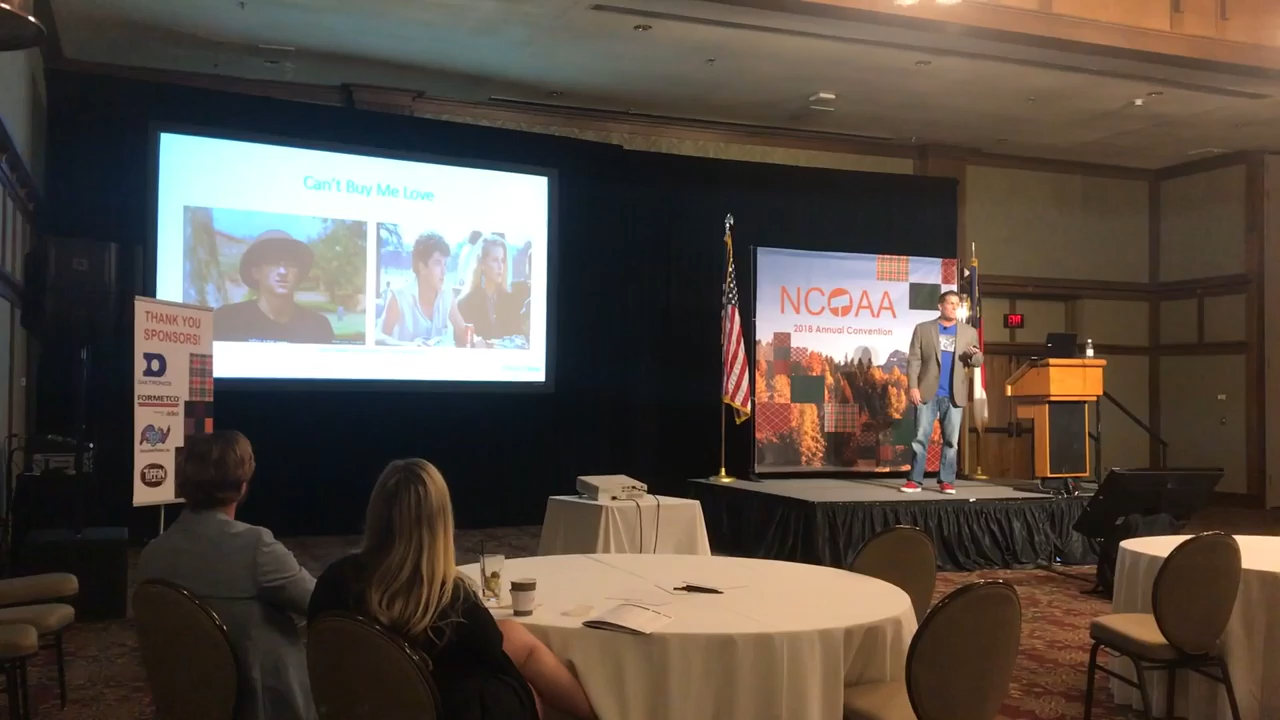 Can't Buy Me Love
THANK YOU
SPONSORS!
DAKTRONICS
FORMETCO
TIFFIN
NCOAA
2018 Annual Convention
EXIT